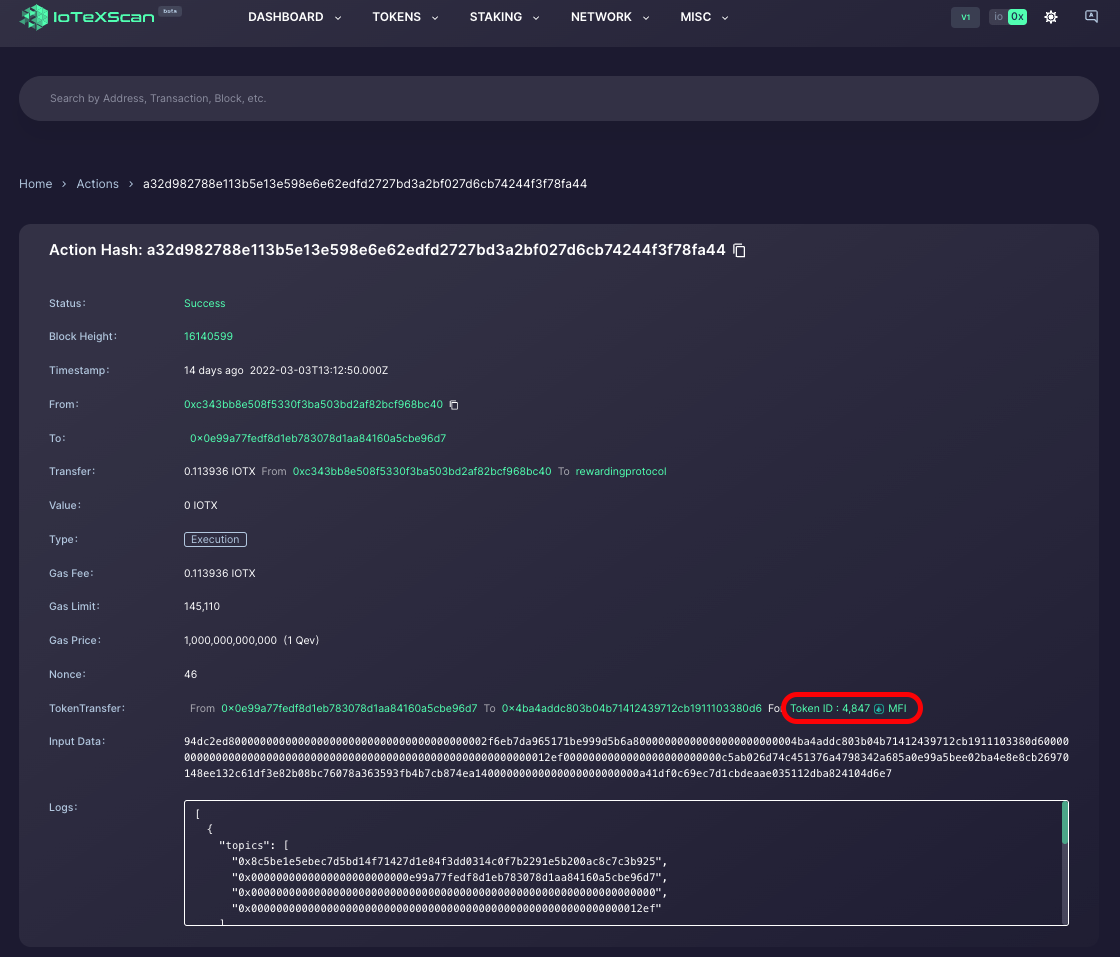 IoTeXScan beta
DASHBOARD TOKENS STAKING NETWORK MISC V1 io 0x
Search by Address, Transaction, Block, etc.
Home > Actions > a32d982788e113b5e13e598e6e62edfd2727bd3a2bf027d6cb74244f3f78fa44
Action Hash: a32d982788e113b5e13e598e6e62edfd2727bd3a2bf027d6cb74244f3f78fa44
Status: Success
Block Height: 16140599
Timestamp: 14 days ago 2022-03-03T13:12:50.000Z
From: 0xc343bb8e508f5330f3ba503bd2af82bcf968bc40
To: 0x0e99a77fedf8d1eb783078d1aa84160a5cbe96d7
Transfer: 0.113936 IOTX From 0xc343bb8e508f5330f3ba503bd2af82bcf968bc40 To rewardingprotocol
Value: 0 IOTX
Type: Execution
Gas Fee: 0.113936 IOTX
Gas Limit: 145,110
Gas Price: 1,000,000,000,000 (1 Qev)
Nonce: 46
TokenTransfer: From 0x0e99a77fedf8d1eb783078d1aa84160a5cbe96d7 To 0x4ba4addc803b04b71412439712cb1911103380d6 For Token ID : 4,847 MFI
Input Data:
148ee132c61df3e82b08bc76078a363593fb4b7cb874ea1400000000000000000000000a41df0c69ec7d1cbdeaae035112dba824104d6e7
Logs: [
{
"topics": [
"0x8c5be1e5ebec7d5bd14f71427d1e84f3dd0314c0f7b2291e5b200ac8c7c3b925",
"0x0000000000000000000000000e99a77fedf8d1eb783078d1aa84160a5cbe96d7",
"0x0000000000000000000000000000000000000000000000000000000000000000",
"0x00000000000000000000000000000000000000000000000000000000000012ef"
]